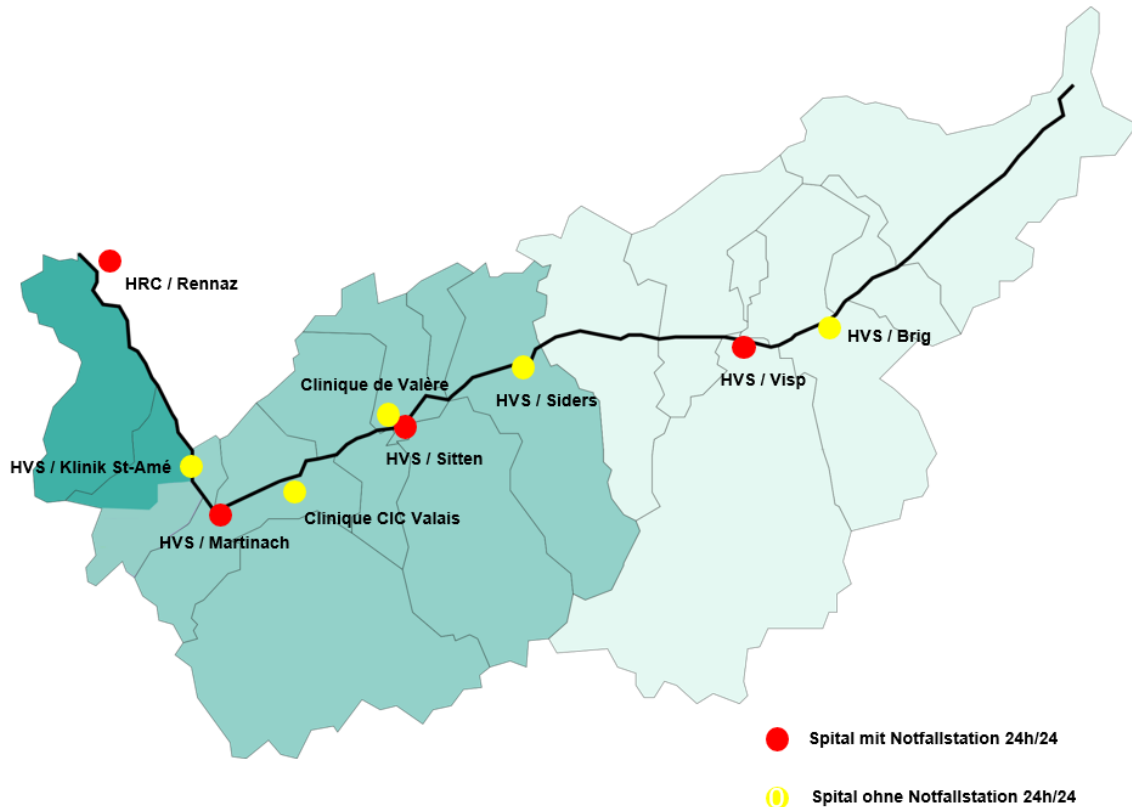 HRC / Rennaz
HVS / Brig
Clinique de Valère
HVS / Visp
HVS / Siders
HVS / Sitten
HVS / Klinik St-Amé
Clinique CIC Valais
HVS / Martinach
Spital mit Notfallstation 24h/24
0 Spital ohne Notfallstation 24h/24